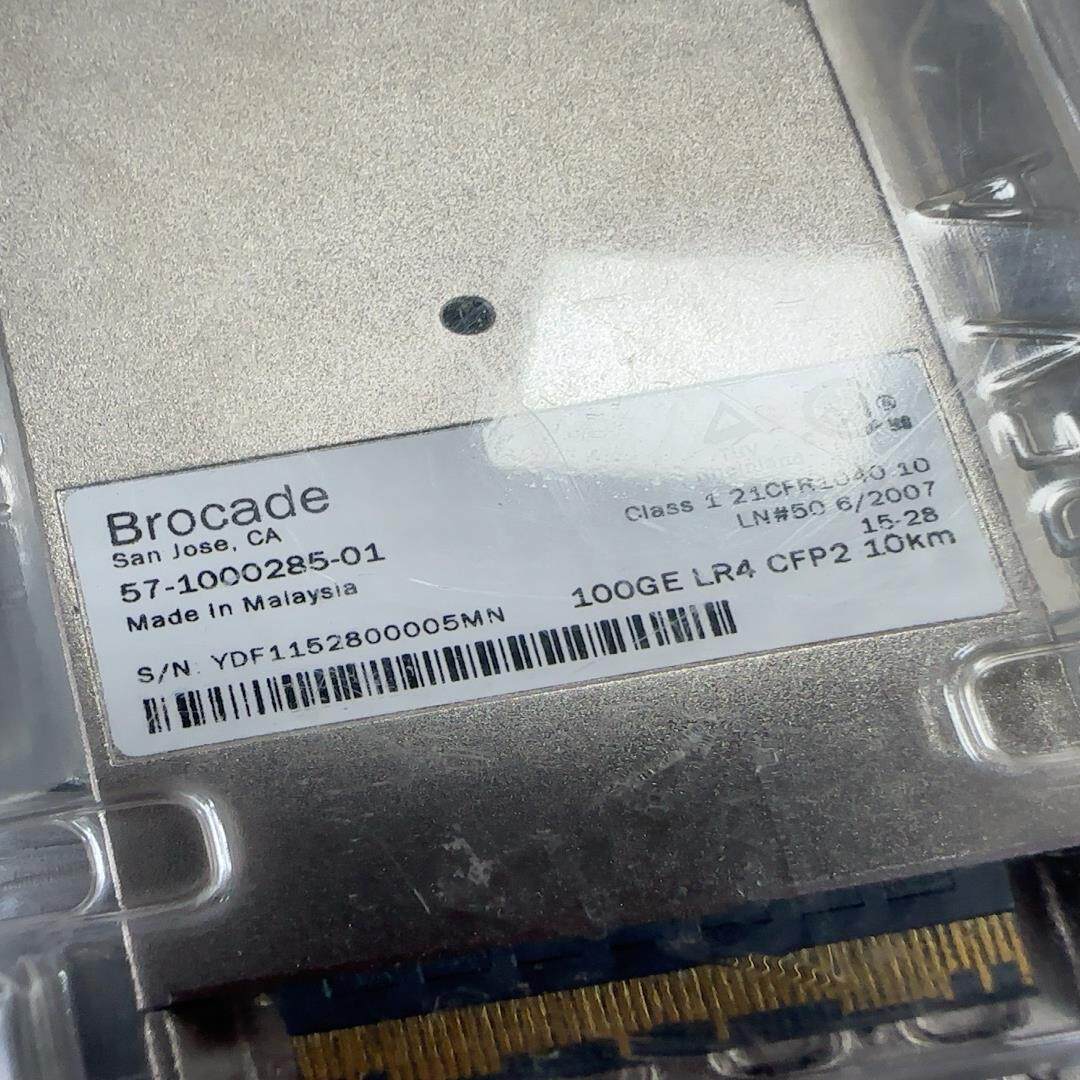 Brocade
San Jose, CA
57-1000285-01
Made In Malaysia
S/N: YDF1152800005MN
Class 1 21CFR1040.10
LN#50 6/2007
15-28
100GE LR4 CFP2 10km